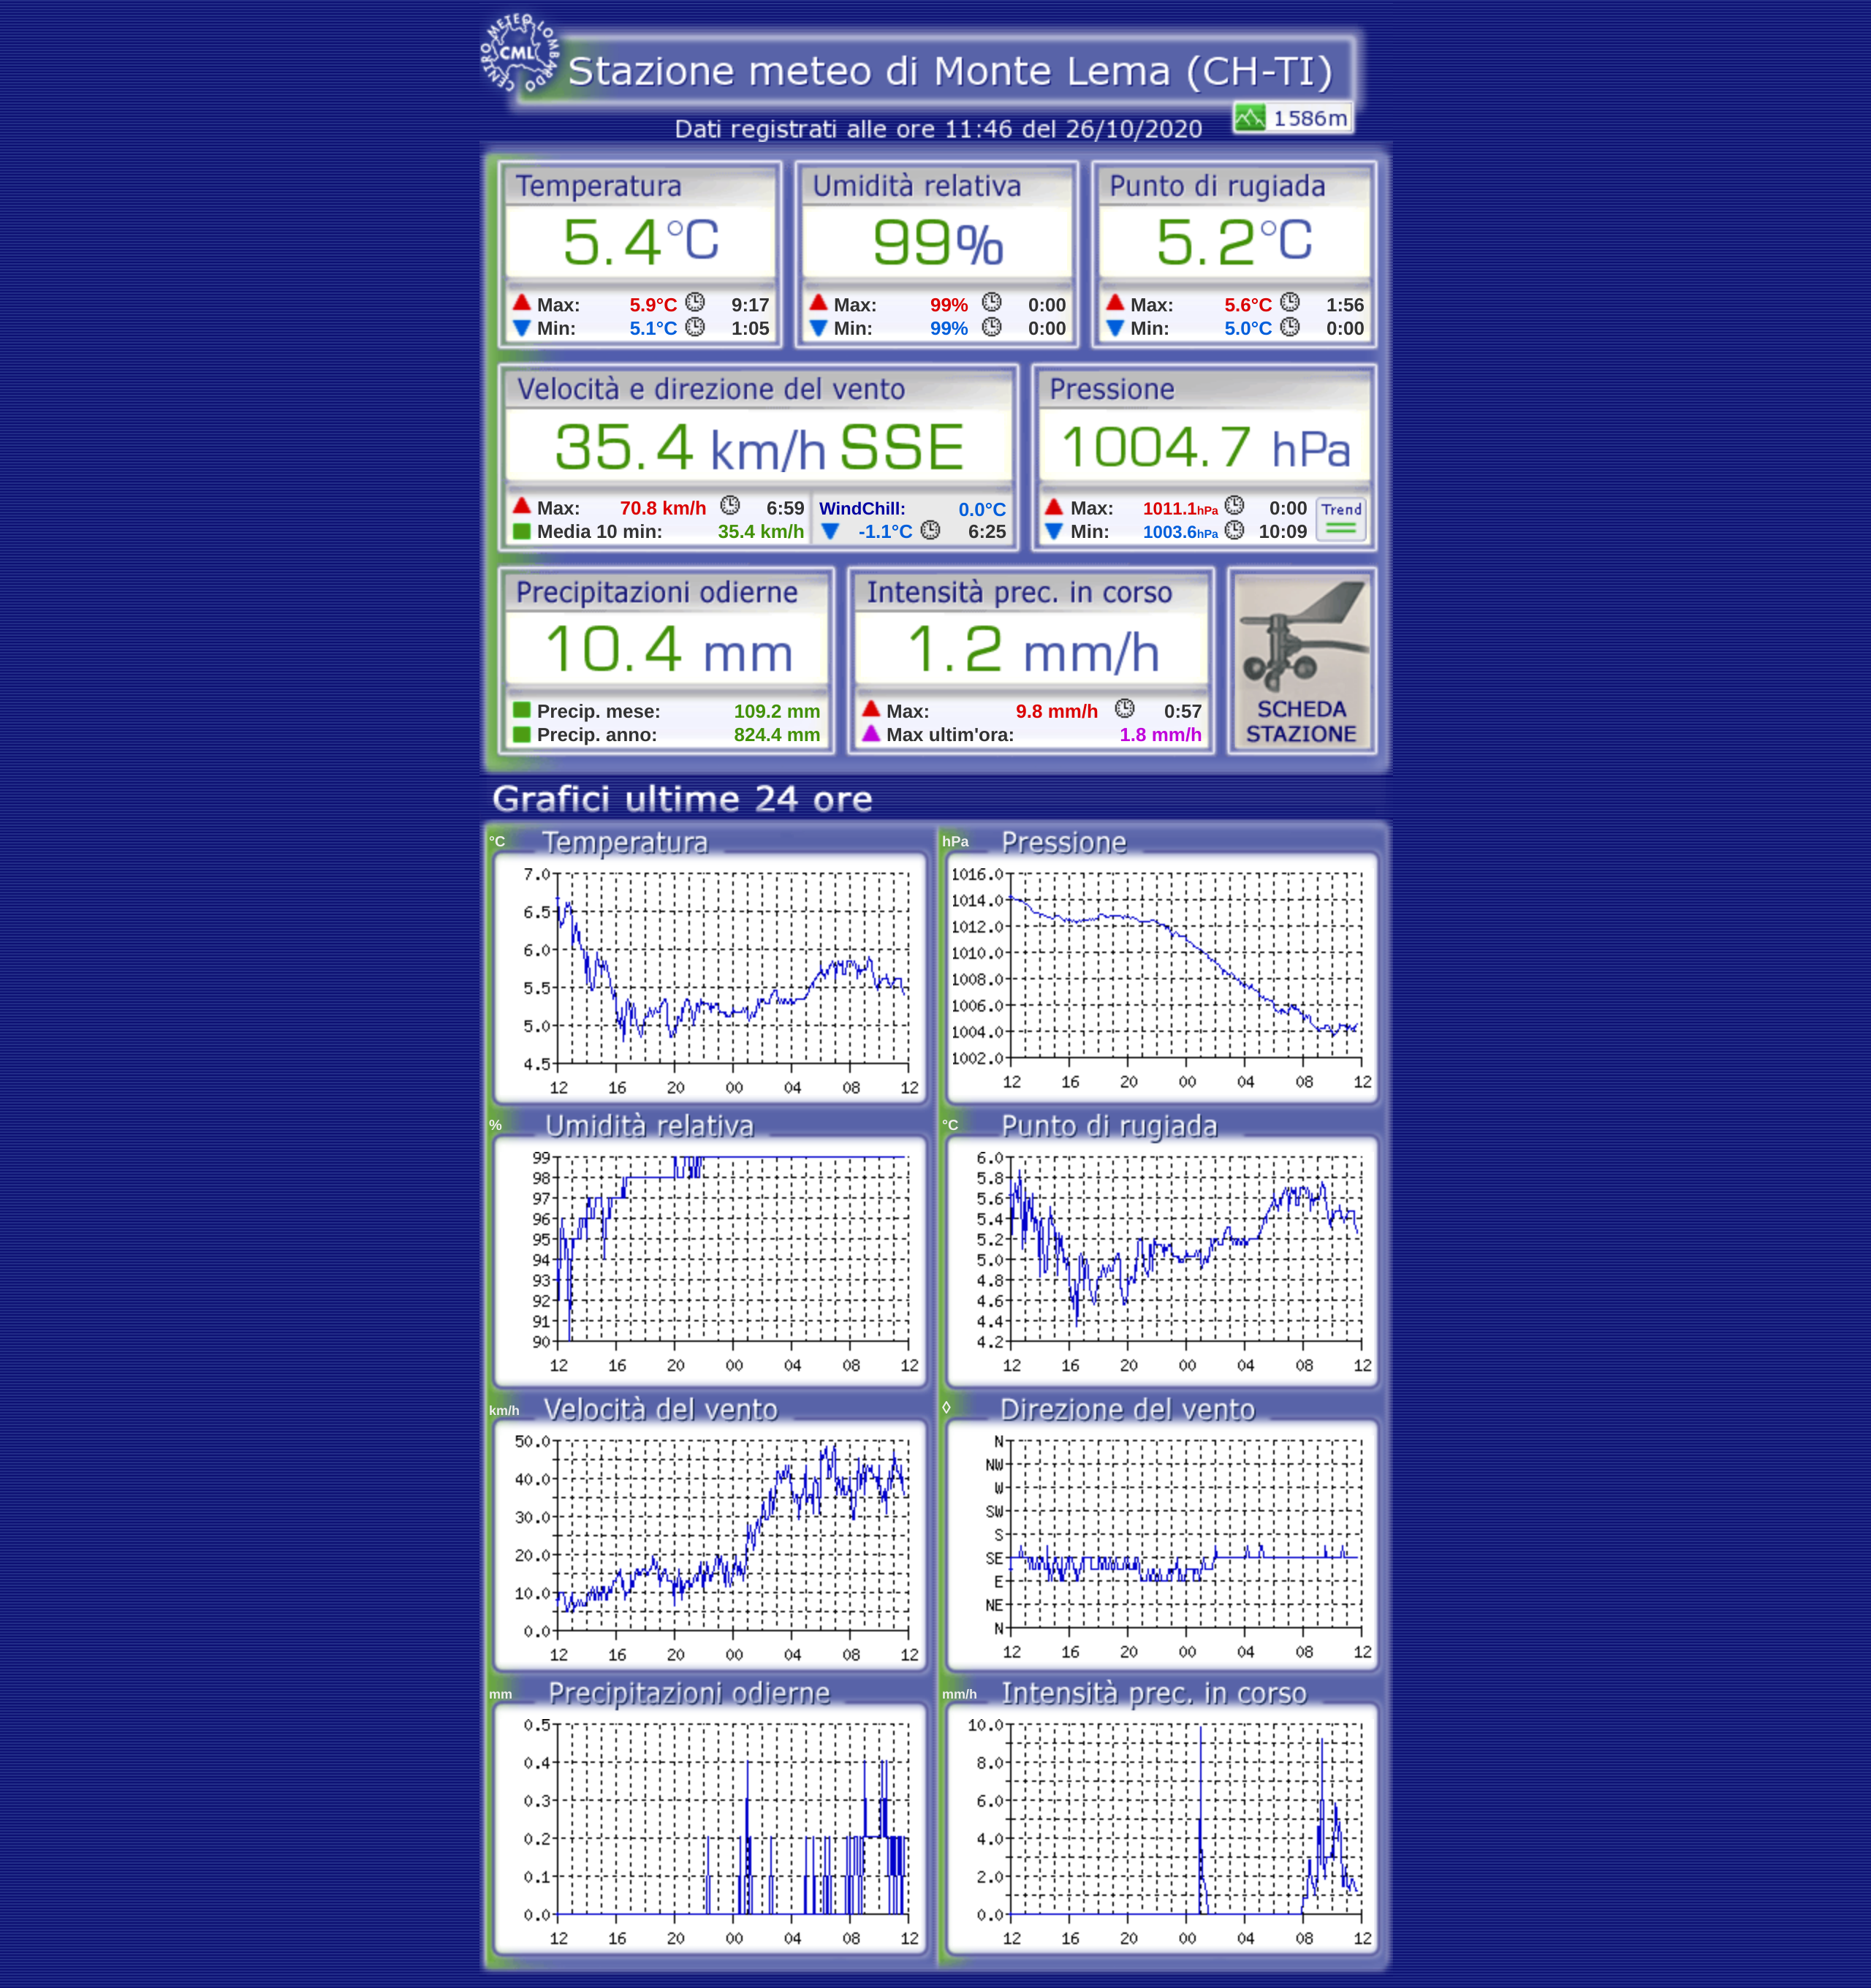 CENTRO METEO LOMBARDO
CML
Stazione meteo di Monte Lema (CH-TI)
1586m
Dati registrati alle ore 11:46 del 26/10/2020
Temperatura
5.4°C
Max: 5.9°C 9:17
Min: 5.1°C 1:05
Umidità relativa
99%
Max: 99% 0:00
Min: 99% 0:00
Punto di rugiada
5.2°C
Max: 5.6°C 1:56
Min: 5.0°C 0:00
Velocità e direzione del vento
35.4 km/h SSE
Max: 70.8 km/h 6:59
Media 10 min: 35.4 km/h
WindChill: 0.0°C
-1.1°C 6:25
Pressione
1004.7 hPa
Max: 1011.1hPa 0:00
Min: 1003.6hPa 10:09
Trend
Precipitazioni odierne
10.4 mm
Precip. mese: 109.2 mm
Precip. anno: 824.4 mm
Intensità prec. in corso
1.2 mm/h
Max: 9.8 mm/h 0:57
Max ultim'ora: 1.8 mm/h
SCHEDA
STAZIONE
Grafici ultime 24 ore
°C Temperatura
7.0
6.5
6.0
5.5
5.0
4.5
12 16 20 00 04 08 12
hPa Pressione
1016.0
1014.0
1012.0
1010.0
1008.0
1006.0
1004.0
1002.0
12 16 20 00 04 08 12
% Umidità relativa
99
98
97
96
95
94
93
92
91
90
12 16 20 00 04 08 12
°C Punto di rugiada
6.0
5.8
5.6
5.4
5.2
5.0
4.8
4.6
4.4
4.2
12 16 20 00 04 08 12
km/h Velocità del vento
50.0
40.0
30.0
20.0
10.0
0.0
12 16 20 00 04 08 12
◊ Direzione del vento
N
NW
W
SW
S
SE
E
NE
N
12 16 20 00 04 08 12
mm Precipitazioni odierne
0.5
0.4
0.3
0.2
0.1
0.0
12 16 20 00 04 08 12
mm/h Intensità prec. in corso
10.0
8.0
6.0
4.0
2.0
0.0
12 16 20 00 04 08 12